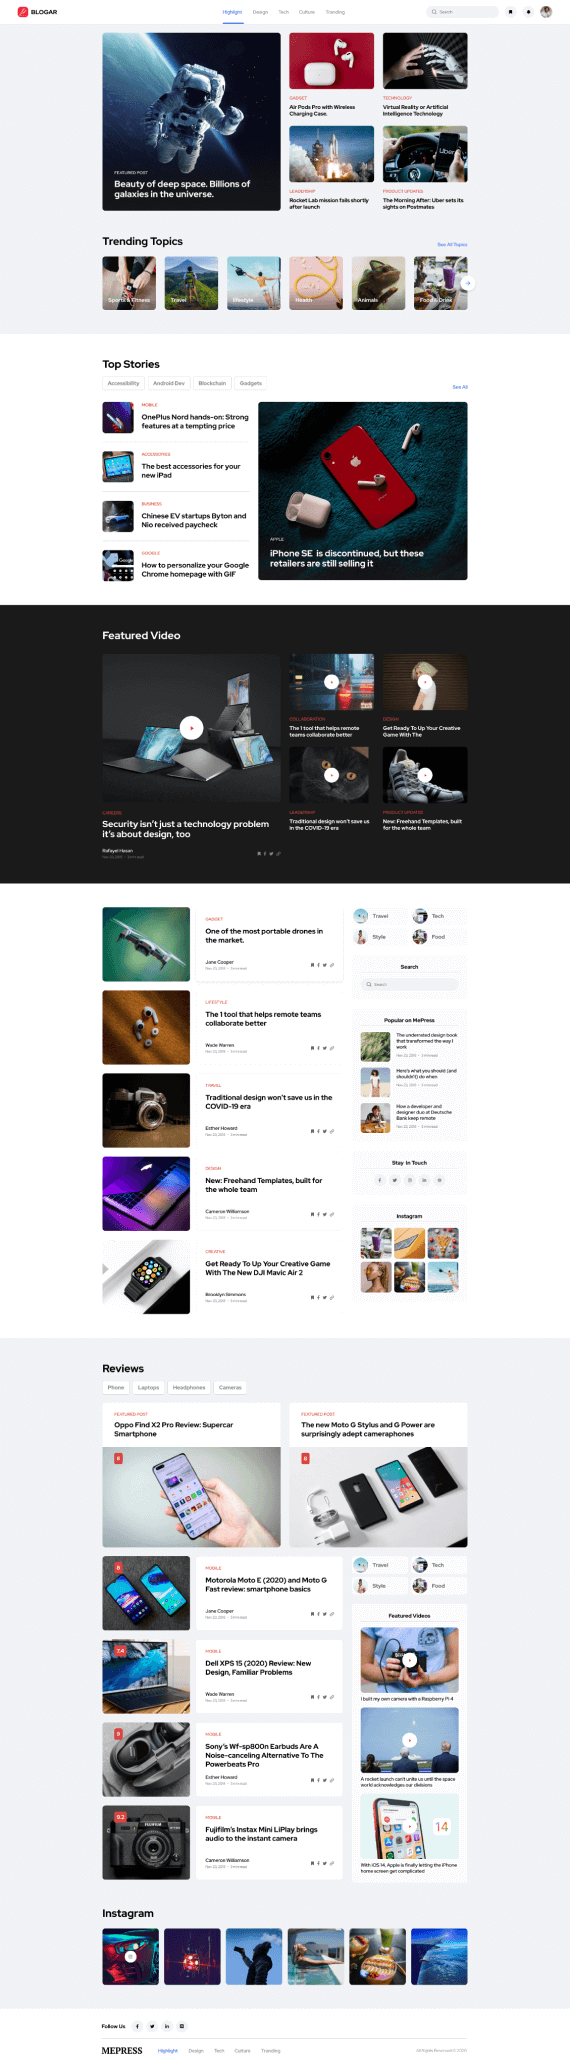 BLOGAR
Highlight
Design
Tech
Culture
Trending
Search
FEATURED POST
Beauty of deep space. Billions of
galaxies in the universe.
GADGET
Air Pods Pro with Wireless
Charging Case.
TECHNOLOGY
Virtual Reality or Artificial
Intelligence Technology
Uber
LEADERSHIP
Rocket Lab mission fails shortly
after launch
PRODUCT UPDATES
The Morning After: Uber sets its
sights on Postmates
Trending Topics
See All Topics
Sports & Fitness
Travel
lifestyle
Health
Animals
Food & Drink
Top Stories
Accessibility
Android Dev
Blockchain
Gadgets
See All
MOBILE
OnePlus Nord hands-on: Strong
features at a tempting price
ACCESSORIES
The best accessories for your
new iPad
BUSINESS
Chinese EV startups Byton and
Nio received paycheck
GOOGLE
How to personalize your Google
Chrome homepage with GIF
APPLE
iPhone SE is discontinued, but these
retailers are still selling it
Featured Video
CAREERS
Security isn't just a technology problem
it's about design, too
Rafayel Hasan
COLLABORATION
The 1 tool that helps remote
teams collaborate better
DESIGN
Get Ready To Up Your Creative
Game With The
LEADERSHIP
Traditional design won't save us
in the COVID-19 era
PRODUCT UPDATES
New: Freehand Templates, built
for the whole team
GADGET
One of the most portable drones in
the market.
Jane Cooper
LIFESTYLE
The 1 tool that helps remote teams
collaborate better
Wade Warren
TRAVEL
Traditional design won't save us in the
COVID-19 era
Esther Howard
DESIGN
New: Freehand Templates, built for
the whole team
Cameron Williamson
CREATIVE
Get Ready To Up Your Creative Game
With The New DJI Mavic Air 2
Brooklyn Simmons
Travel
Tech
Style
Food
Search
Search
Popular on MePress
The underrated design book
that transformed the way I
work
Here's what you should (and
shouldn't) do when
How a developer and
designer duo at Deutsche
Bank keep remote
Stay In Touch
Instagram
Reviews
Phone
Laptops
Headphones
Cameras
FEATURED POST
Oppo Find X2 Pro Review: Supercar
Smartphone
8
FEATURED POST
The new Moto G Stylus and G Power are
surprisingly adept cameraphones
8
8
MOBILE
Motorola Moto E (2020) and Moto G
Fast review: smartphone basics
Jane Cooper
7.4
MOBILE
Dell XPS 15 (2020) Review: New
Design, Familiar Problems
Wade Warren
9
MOBILE
Sony's Wf-sp800n Earbuds Are A
Noise-canceling Alternative To The
Powerbeats Pro
Esther Howard
9.2
FUJIFILM
MOBILE
Fujifilm's Instax Mini LiPlay brings
audio to the instant camera
Cameron Williamson
Travel
Tech
Style
Food
Featured Videos
I built my own camera with a Raspberry Pi 4
A rocket launch can't unite us until the space
world acknowledges our divisions
14
With iOS 14, Apple is finally letting the iPhone
home screen get complicated
Instagram
Follow Us
MEPRESS
Highlight
Design
Tech
Culture
Trending
All Rights Reserved © 2020